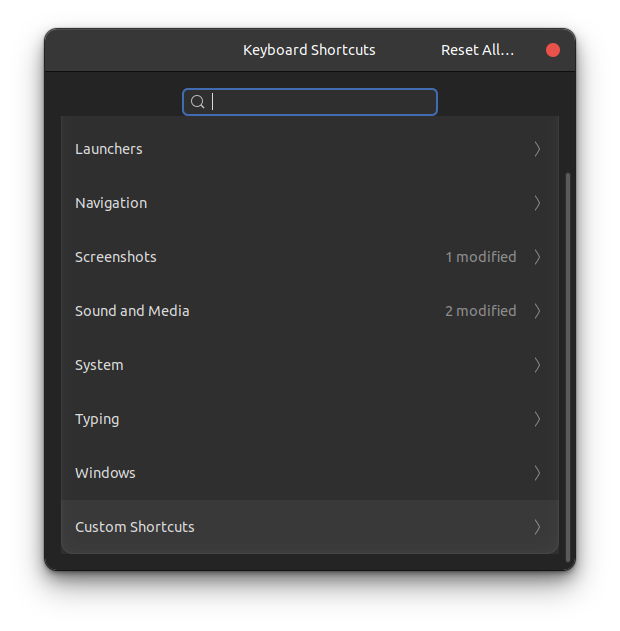 Keyboard Shortcuts Reset All...
Launchers
Navigation
Screenshots 1 modified
Sound and Media 2 modified
System
Typing
Windows
Custom Shortcuts